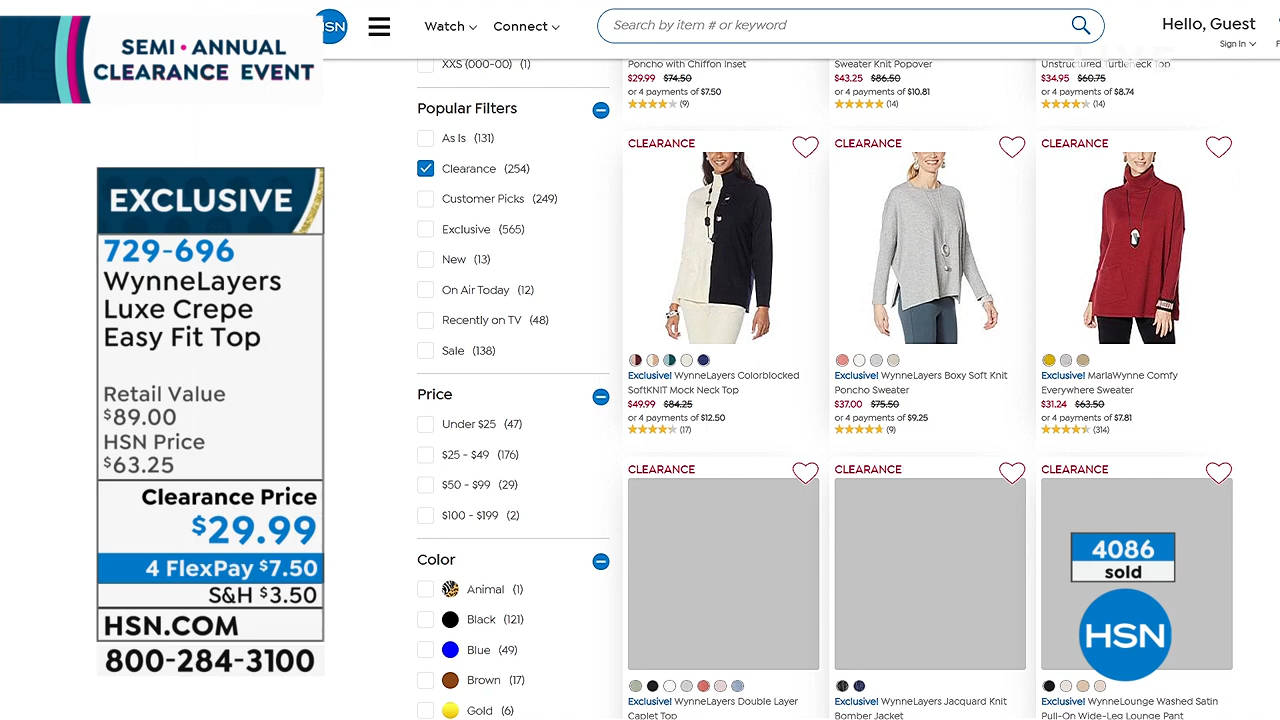 SEMI • ANNUAL
CLEARANCE EVENT
EXCLUSIVE
729-696
WynneLayers
Luxe Crepe
Easy Fit Top
Retail Value
$89.00
HSN Price
$63.25
Clearance Price
$29.99
4 FlexPay $7.50
S&H $3.50
HSN.COM
800-284-3100
HSN
Watch
Connect
Search by item # or keyword
Hello, Guest
Sign In
XXS (000-00) (1)
Popular Filters
As Is (131)
Clearance (254)
Customer Picks (249)
Exclusive (565)
New (13)
On Air Today (12)
Recently on TV (48)
Sale (138)
Price
Under $25 (47)
$25 - $49 (176)
$50 - $99 (29)
$100 - $199 (2)
Color
Animal (1)
Black (121)
Blue (49)
Brown (17)
Gold (6)
Poncho with Chiffon Inset
$29.99 $74.50
or 4 payments of $7.50
(9)
Sweater Knit Popover
$43.25 $86.50
or 4 payments of $10.81
(14)
Unstructured Turtleneck Top
$34.95 $60.75
or 4 payments of $8.74
(14)
CLEARANCE
Exclusive! WynneLayers Colorblocked
SoftKNIT Mock Neck Top
$49.99 $84.25
or 4 payments of $12.50
(17)
CLEARANCE
Exclusive! WynneLayers Boxy Soft Knit
Poncho Sweater
$37.00 $75.50
or 4 payments of $9.25
(9)
CLEARANCE
Exclusive! MarlaWynne Comfy
Everywhere Sweater
$31.24 $63.50
or 4 payments of $7.81
(314)
CLEARANCE
Exclusive! WynneLayers Double Layer
Caplet Top
CLEARANCE
Exclusive! WynneLayers Jacquard Knit
Bomber Jacket
CLEARANCE
4086
sold
HSN
Exclusive! WynneLounge Washed Satin
Pull-On Wide-Leg Lounge Pant